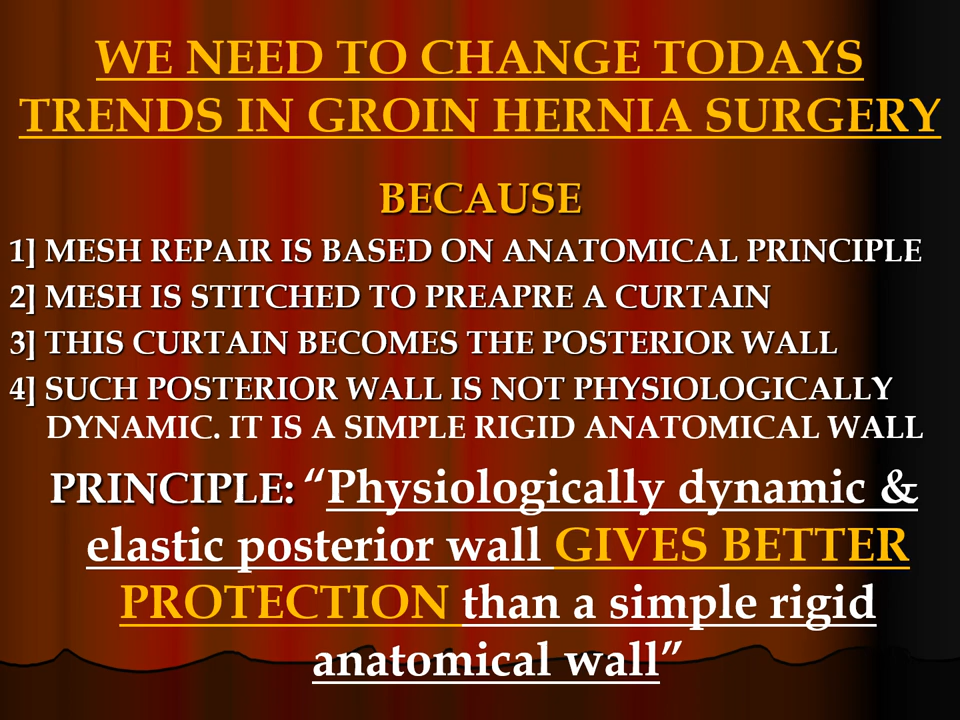 WE NEED TO CHANGE TODAYS
TRENDS IN GROIN HERNIA SURGERY
BECAUSE
1] MESH REPAIR IS BASED ON ANATOMICAL PRINCIPLE
2] MESH IS STITCHED TO PREAPRE A CURTAIN
3] THIS CURTAIN BECOMES THE POSTERIOR WALL
4] SUCH POSTERIOR WALL IS NOT PHYSIOLOGICALLY
DYNAMIC. IT IS A SIMPLE RIGID ANATOMICAL WALL
PRINCIPLE: “Physiologically dynamic &
elastic posterior wall GIVES BETTER
PROTECTION than a simple rigid
anatomical wall”